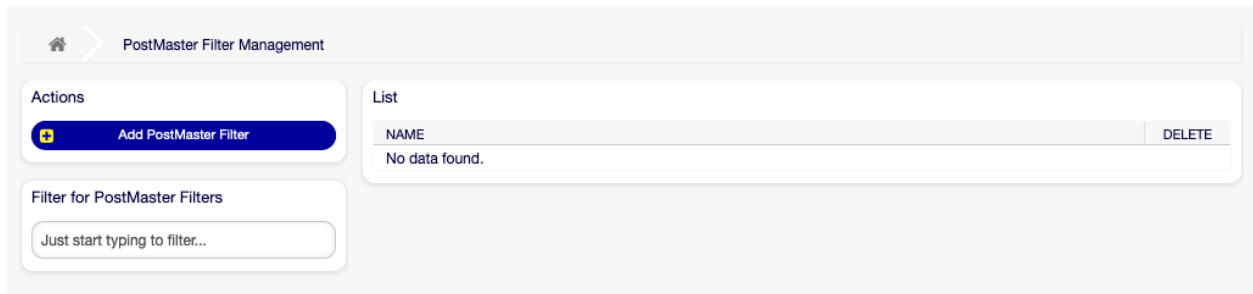 PostMaster Filter Management
Actions
Add PostMaster Filter
Filter for PostMaster Filters
Just start typing to filter...
List
NAME DELETE
No data found.